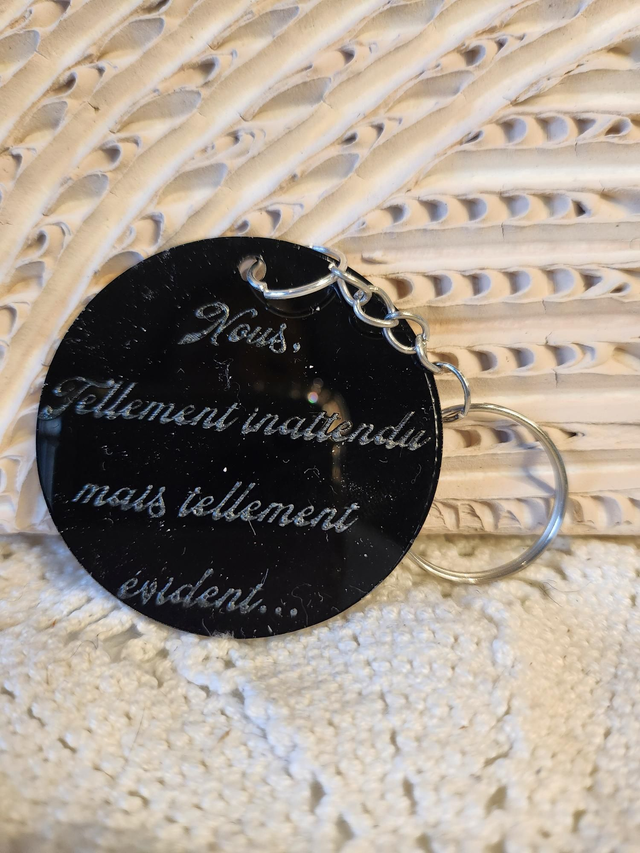 Nous.
Tellement inattendu
mais tellement
évident...